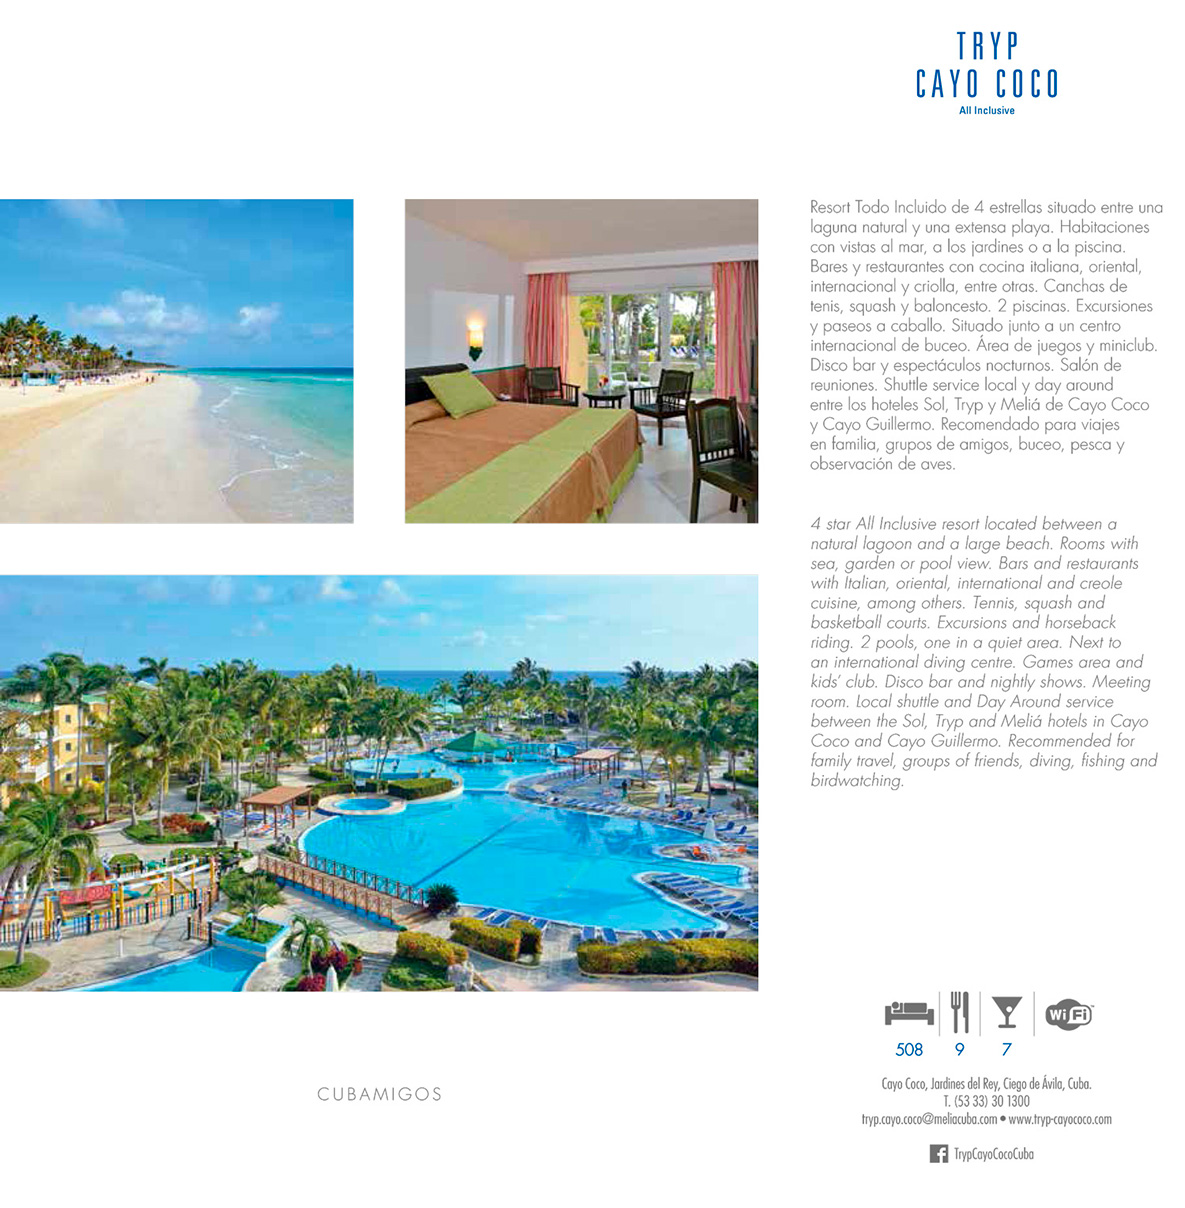 TRYP
CAYO COCO
All Inclusive
Resort Todo Incluido de 4 estrellas situado entre una
laguna natural y una extensa playa. Habitaciones
con vistas al mar, a los jardines o a la piscina.
Bares y restaurantes con cocina italiana, oriental,
internacional y criolla, entre otras. Canchas de
tenis, squash y baloncesto. 2 piscinas. Excursiones
y paseos a caballo. Situado junto a un centro
internacional de buceo. Área de juegos y miniclub.
Disco bar y espectáculos nocturnos. Salón de
reuniones. Shuttle service local y day around
entre los hoteles Sol, Tryp y Meliá de Cayo Coco
y Cayo Guillermo. Recomendado para viajes
en familia, grupos de amigos, buceo, pesca y
observación de aves.
4 star All Inclusive resort located between a
natural lagoon and a large beach. Rooms with
sea, garden or pool view. Bars and restaurants
with Italian, oriental, international and creole
cuisine, among others. Tennis, squash and
basketball courts. Excursions and horseback
riding. 2 pools, one in a quiet area. Next to
an international diving centre. Games area and
kids' club. Disco bar and nightly shows. Meeting
room. Local shuttle and Day Around service
between the Sol, Tryp and Meliá hotels in Cayo
Coco and Cayo Guillermo. Recommended for
family travel, groups of friends, diving, fishing and
birdwatching.
Wi Fi™
508 9 7
Cayo Coco, Jardines del Rey, Ciego de Ávila, Cuba.
T. (53 33) 30 1300
tryp.cayo.coco@meliacuba.com • www.tryp-cayococo.com
f TrypCayoCocoCuba
CUBAMIGOS